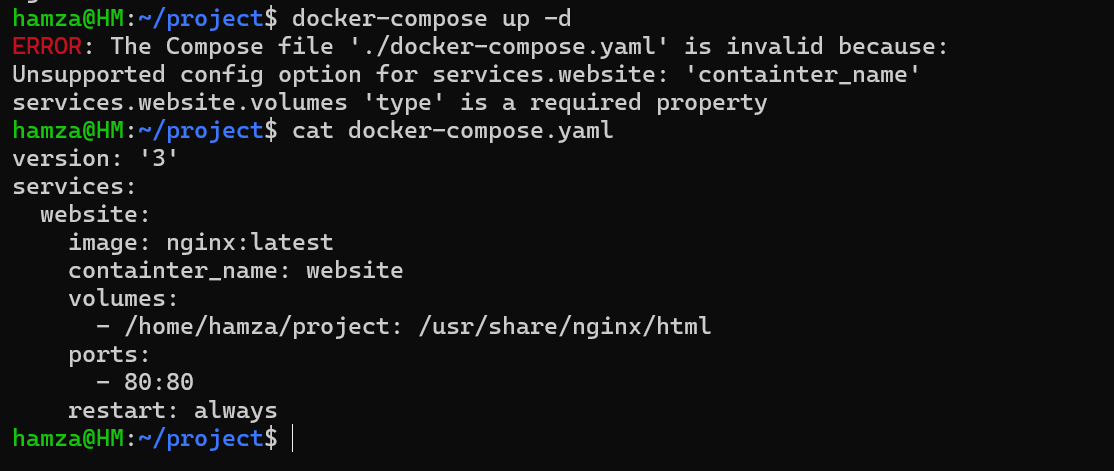 hamza@HM:~/project$ docker-compose up -d
ERROR: The Compose file './docker-compose.yaml' is invalid because:
Unsupported config option for services.website: 'containter_name'
services.website.volumes 'type' is a required property
hamza@HM:~/project$ cat docker-compose.yaml
version: '3'
services:
  website:
    image: nginx:latest
    containter_name: website
    volumes:
      - /home/hamza/project: /usr/share/nginx/html
    ports:
      - 80:80
    restart: always
hamza@HM:~/project$